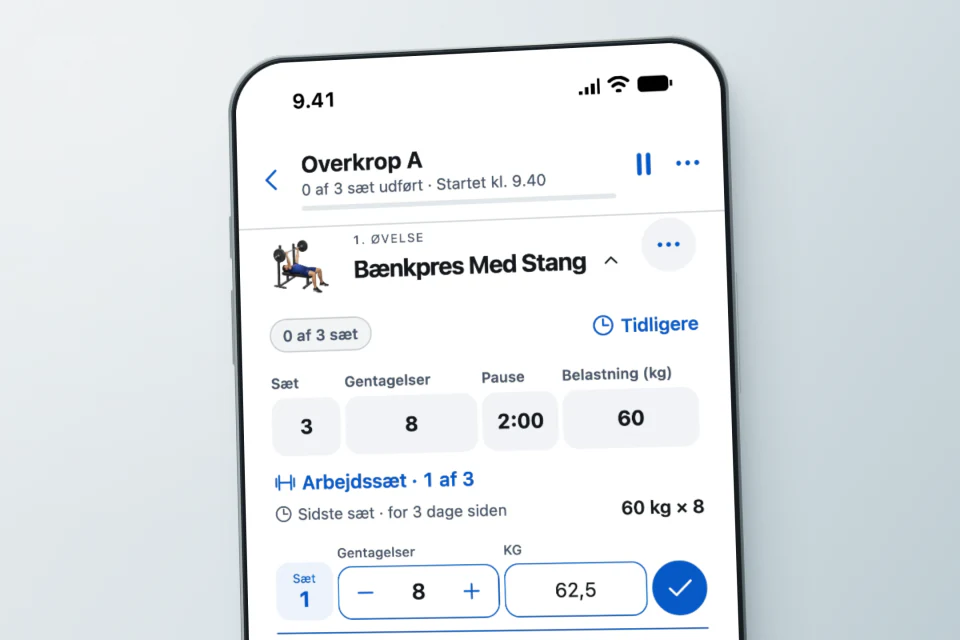 9.41
Overkrop A
0 af 3 sæt udført · Startet kl. 9.40
1. ØVELSE
Bænkpres Med Stang
0 af 3 sæt
Tidligere
Sæt Gentagelser Pause Belastning (kg)
3 8 2:00 60
Arbejdssæt · 1 af 3
Sidste sæt · for 3 dage siden 60 kg × 8
Gentagelser KG
Sæt
1 − 8 + 62,5